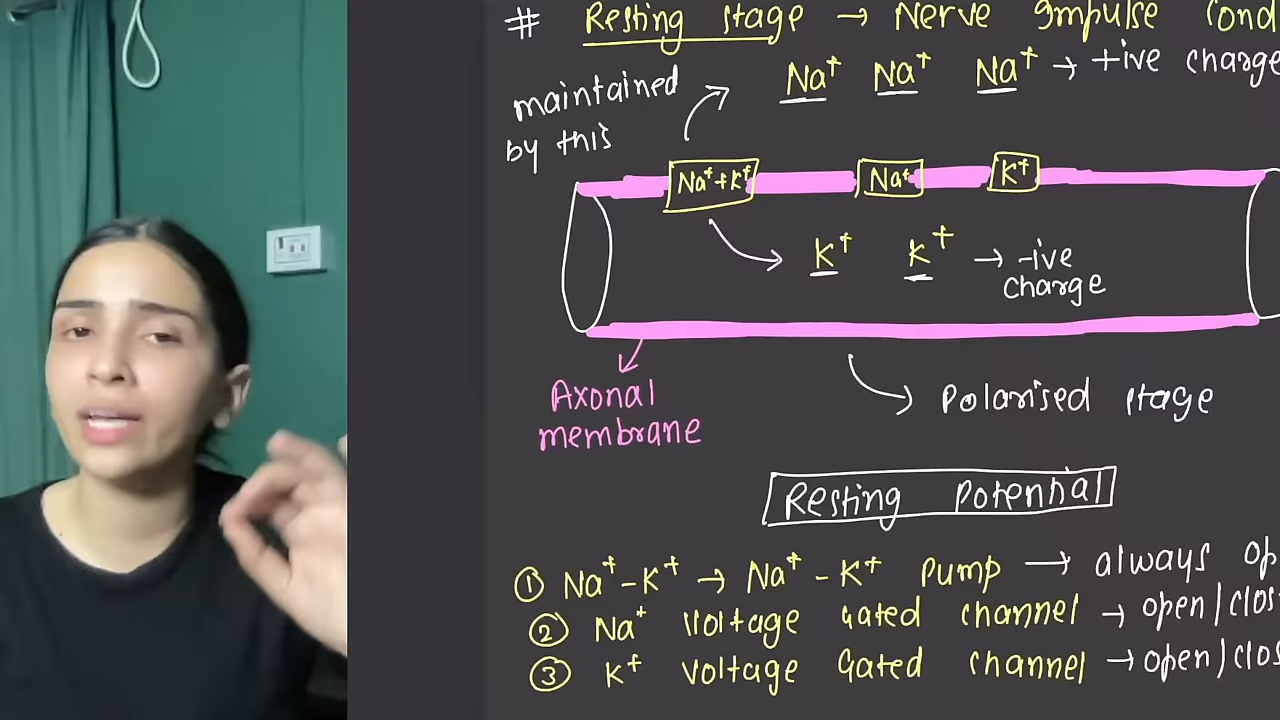 # Resting stage → Nerve Impulse Cond
maintained by this
Na⁺ Na⁺ Na⁺ → +ive charge
Na⁺+K⁺ Na⁺ K⁺
K⁺ K⁺ → -ive charge
Axonal membrane
Polarised stage
Resting Potential
① Na⁺-K⁺ → Na⁺-K⁺ pump → always op
② Na⁺ Voltage Gated channel → open/clos
③ K⁺ Voltage Gated channel → open/clos